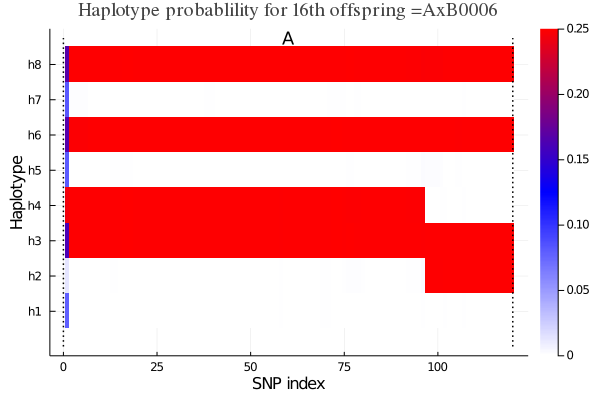 Haplotype probablility for 16th offspring =AxB0006
A
Haplotype
h8
h7
h6
h5
h4
h3
h2
h1
0 25 50 75 100
SNP index
0.25
0.20
0.15
0.10
0.05
0